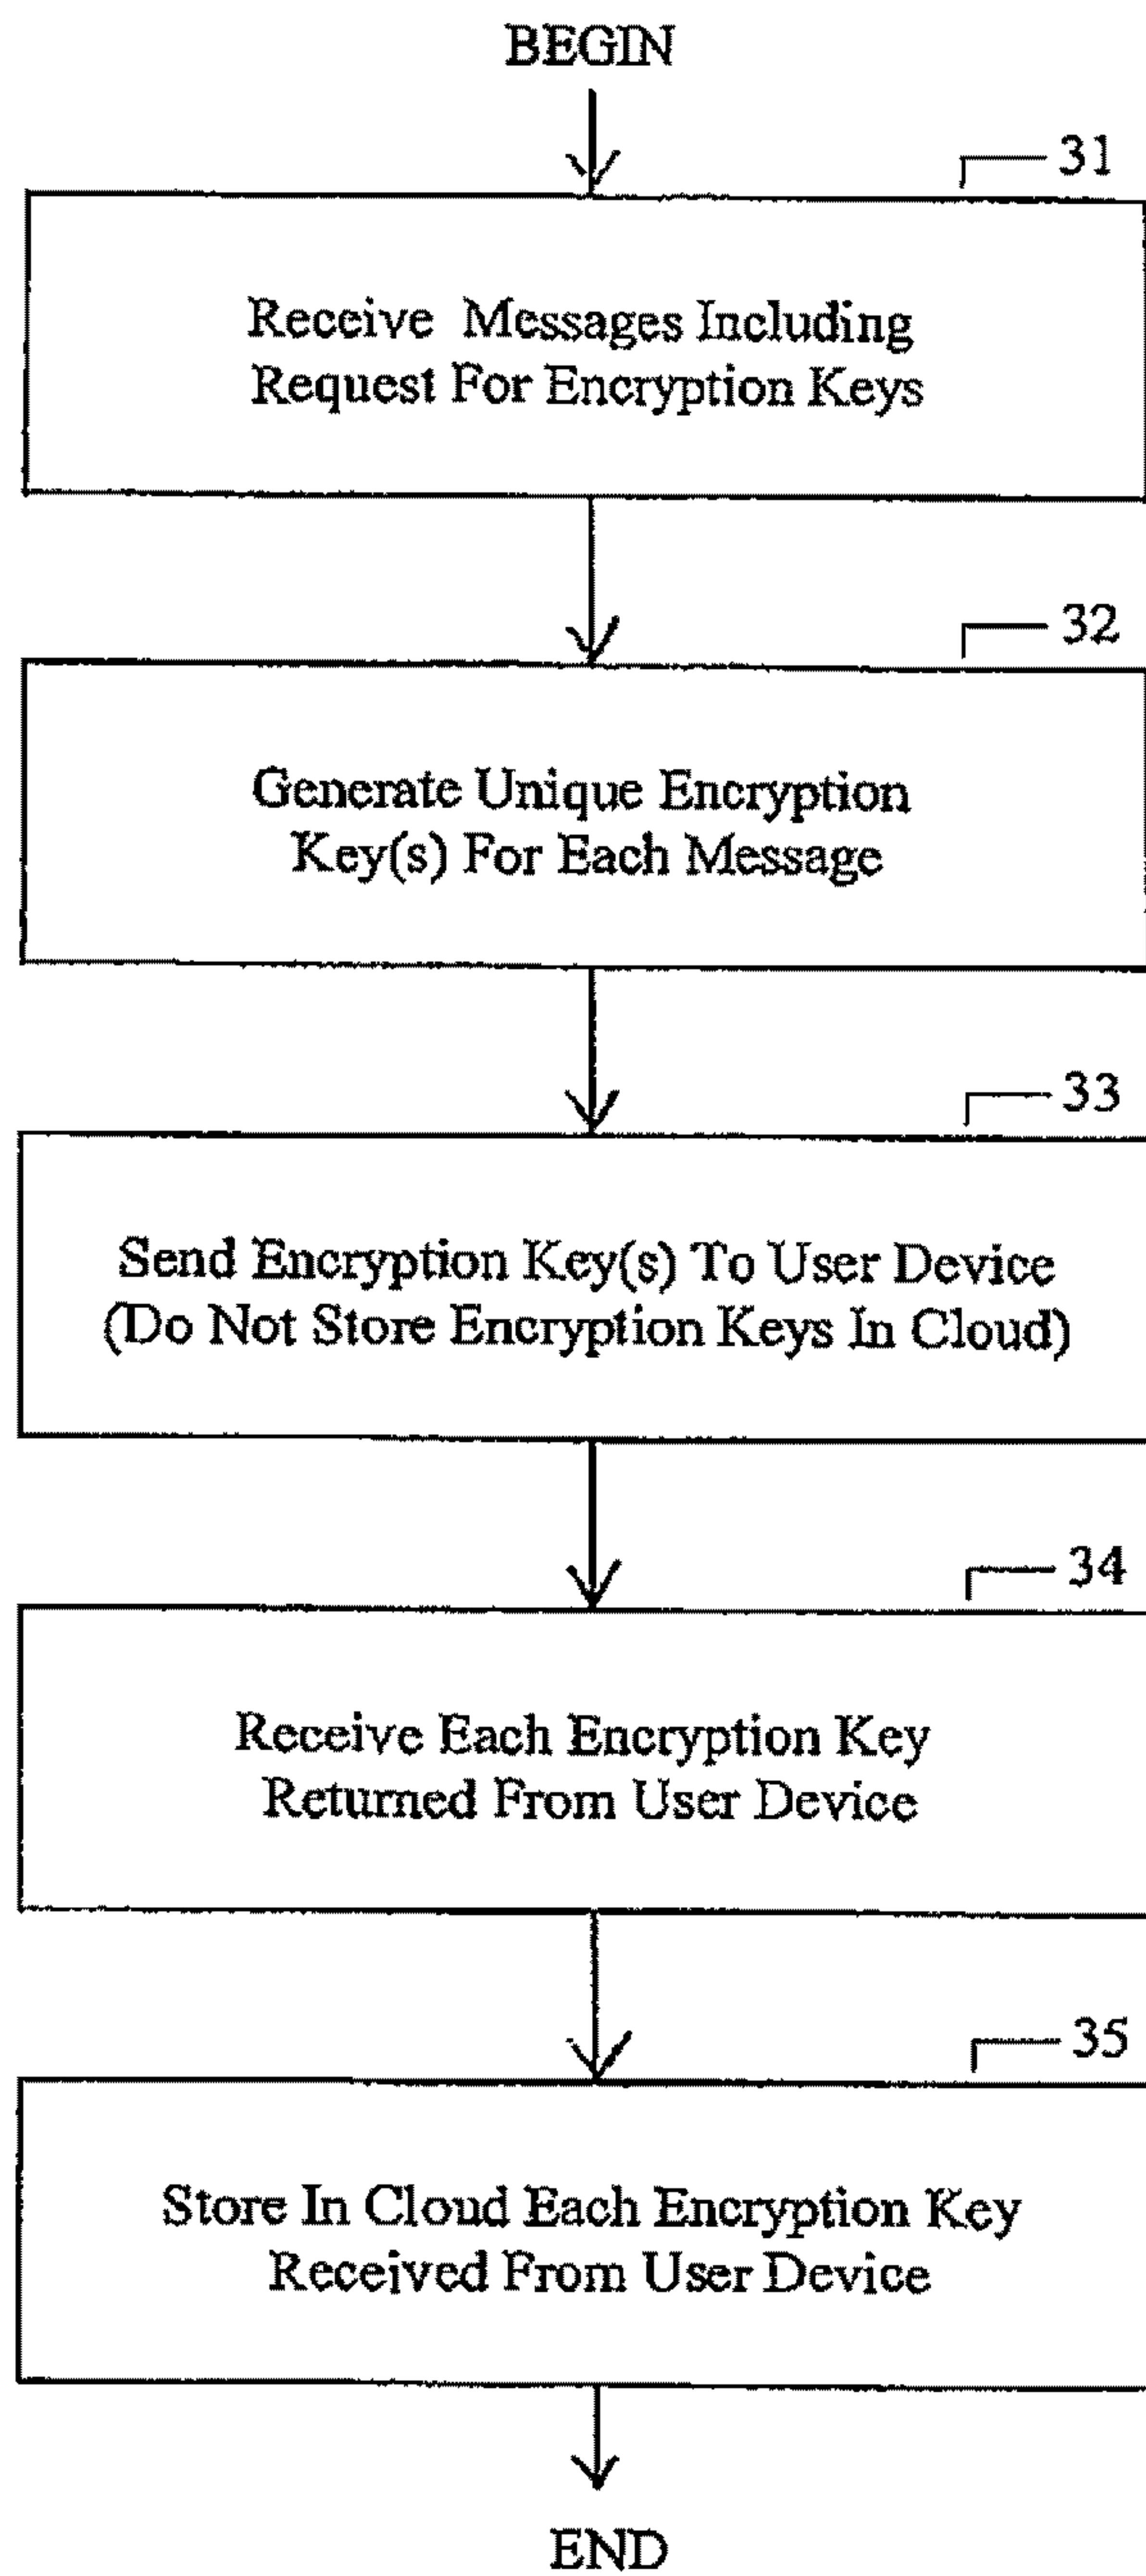 BEGIN
31
Receive Messages Including
Request For Encryption Keys
32
Generate Unique Encryption
Key(s) For Each Message
33
Send Encryption Key(s) To User Device
(Do Not Store Encryption Keys In Cloud)
34
Receive Each Encryption Key
Returned From User Device
35
Store In Cloud Each Encryption Key
Received From User Device
END